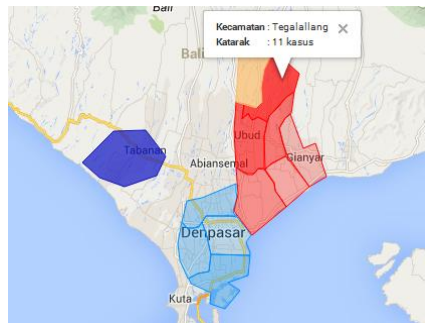 Bali
Kecamatan : Tegalallang ×
Katarak : 11 kasus
Bali
Ubud
Tabanan
Abiansemal
Gianyar
Denpasar
Kuta